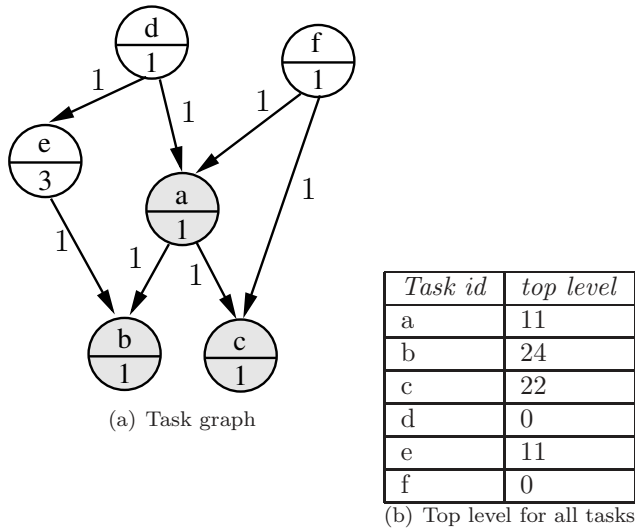 d
1
f
1
1
1
1
e
3
a
1
1
1
1
1
b
1
c
1
(a) Task graph
Task id top level
a 11
b 24
c 22
d 0
e 11
f 0
(b) Top level for all tasks